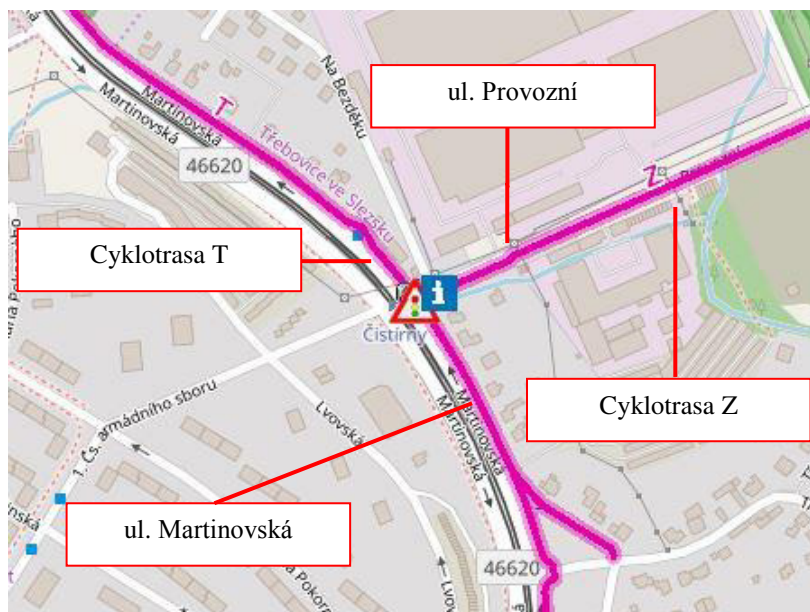 ul. Provozní
Na Bezděku
Martinovská
Martinovská
T
Třebovice ve Slezsku
46620
Z
Cyklotrasa T
i
Čistírny
Cyklotrasa Z
1. Čs. armádního sboru
Lvovská
Martinovská
Martinovská
ul. Martinovská
46620
Lvovská